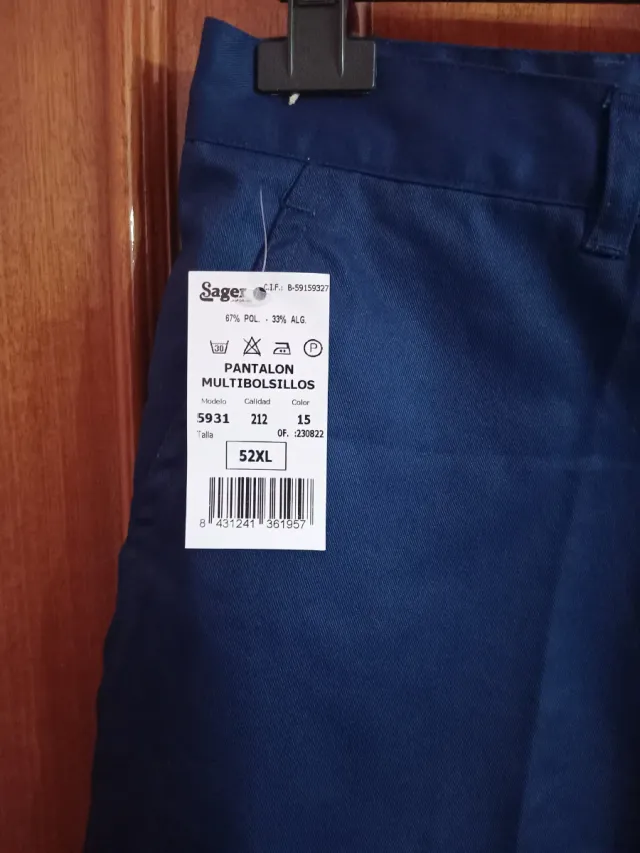 C.I.F.: B-59159327
67% POL. - 33% ALG.
30 P
PANTALON
MULTIBOLSILLOS
Modelo Calidad Color
5931 212 15
Talla OF. :230822
52XL
8 431241 361957